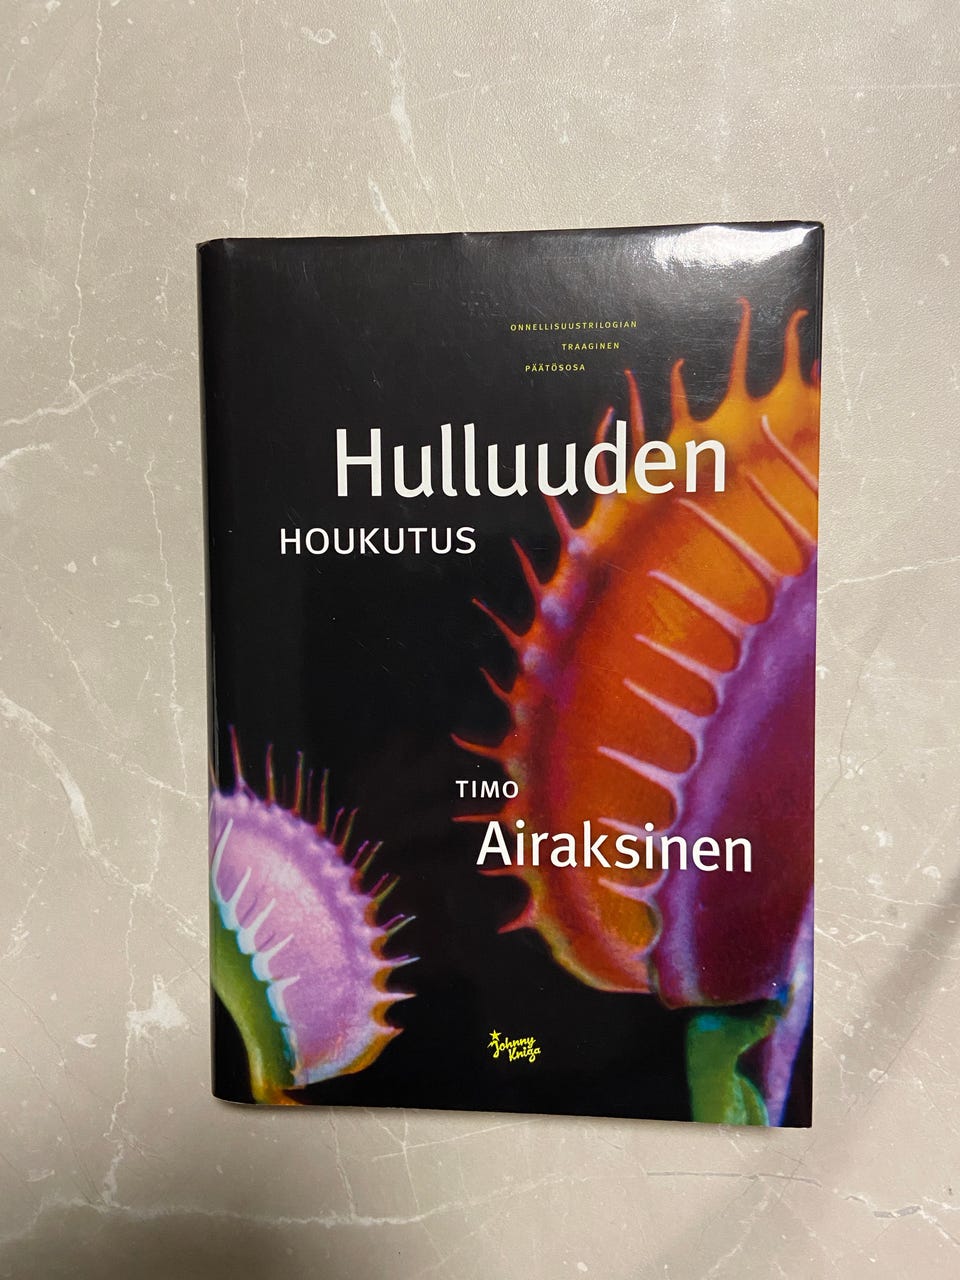 ONNELLISUUSTRILOGIAN
TRAAGINEN
PÄÄTÖSOSA
Hulluuden
HOUKUTUS
TIMO
Airaksinen
Johnny
Kniga